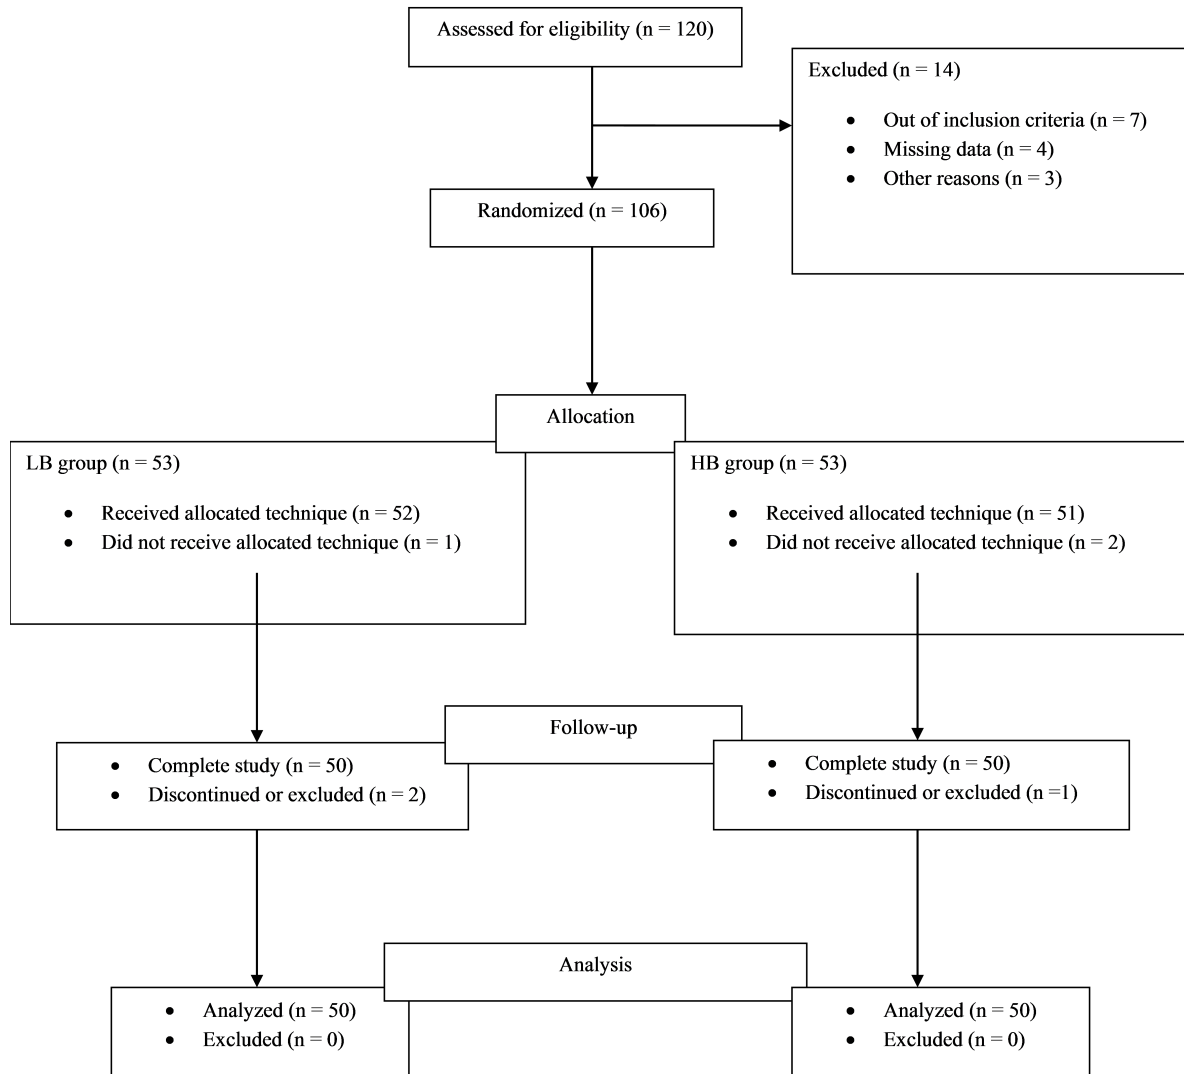 Assessed for eligibility (n = 120)
Excluded (n = 14)
• Out of inclusion criteria (n = 7)
• Missing data (n = 4)
• Other reasons (n = 3)
Randomized (n = 106)
Allocation
LB group (n = 53)
• Received allocated technique (n = 52)
• Did not receive allocated technique (n = 1)
HB group (n = 53)
• Received allocated technique (n = 51)
• Did not receive allocated technique (n = 2)
Follow-up
• Complete study (n = 50)
• Discontinued or excluded (n = 2)
• Complete study (n = 50)
• Discontinued or excluded (n =1)
Analysis
• Analyzed (n = 50)
• Excluded (n = 0)
• Analyzed (n = 50)
• Excluded (n = 0)